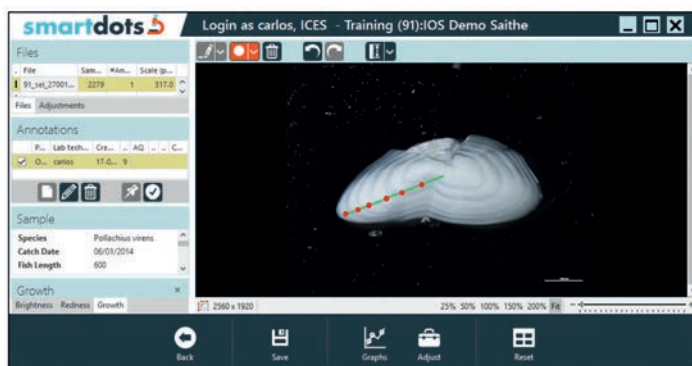 smartdots Login as carlos, ICES - Training (91):IOS Demo Saithe
Files
. File Sam... #An... Scale (p...
91_sei_27001... 2279 1 317.0
Files Adjustments
Annotations
P... Lab tech... Cre... .. AQ .. .. C...
O... carlos 17-0... 9
Sample
Species Pollachius virens
Catch Date 06/01/2014
Fish Length 600
Growth ×
Brightness Redness Growth
2560 x 1920 25% 50% 100% 150% 200% Fit
Back Save Graphs Adjust Reset